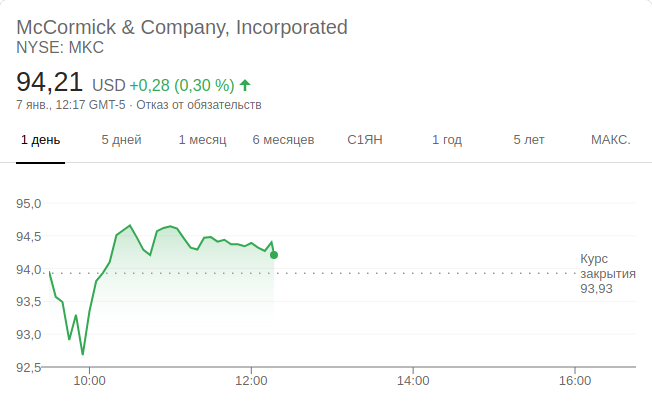 McCormick & Company, Incorporated
NYSE: MKC
94,21 USD +0,28 (0,30 %)
7 янв., 12:17 GMT-5 · Отказ от обязательств
1 день 5 дней 1 месяц 6 месяцев С1ЯН 1 год 5 лет МАКС.
95,0
94,5
94,0
93,5
93,0
92,5
Курс
закрытия
93,93
10:00 12:00 14:00 16:00